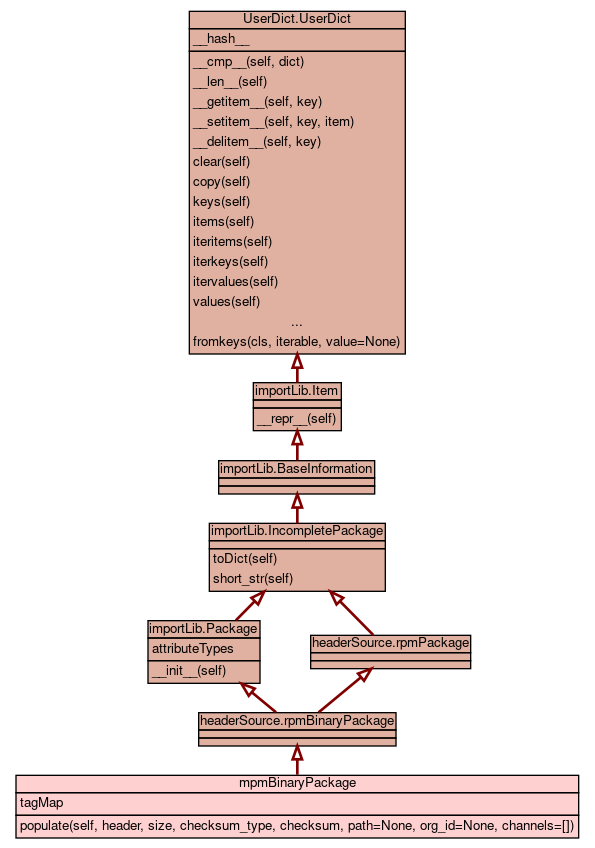 UserDict.UserDict
__hash__
__cmp__(self, dict)
__len__(self)
__getitem__(self, key)
__setitem__(self, key, item)
__delitem__(self, key)
clear(self)
copy(self)
keys(self)
items(self)
iteritems(self)
iterkeys(self)
itervalues(self)
values(self)
...
fromkeys(cls, iterable, value=None)
importLib.Item
__repr__(self)
importLib.BaseInformation
importLib.IncompletePackage
toDict(self)
short_str(self)
importLib.Package
attributeTypes
__init__(self)
headerSource.rpmPackage
headerSource.rpmBinaryPackage
mpmBinaryPackage
tagMap
populate(self, header, size, checksum_type, checksum, path=None, org_id=None, channels=[])